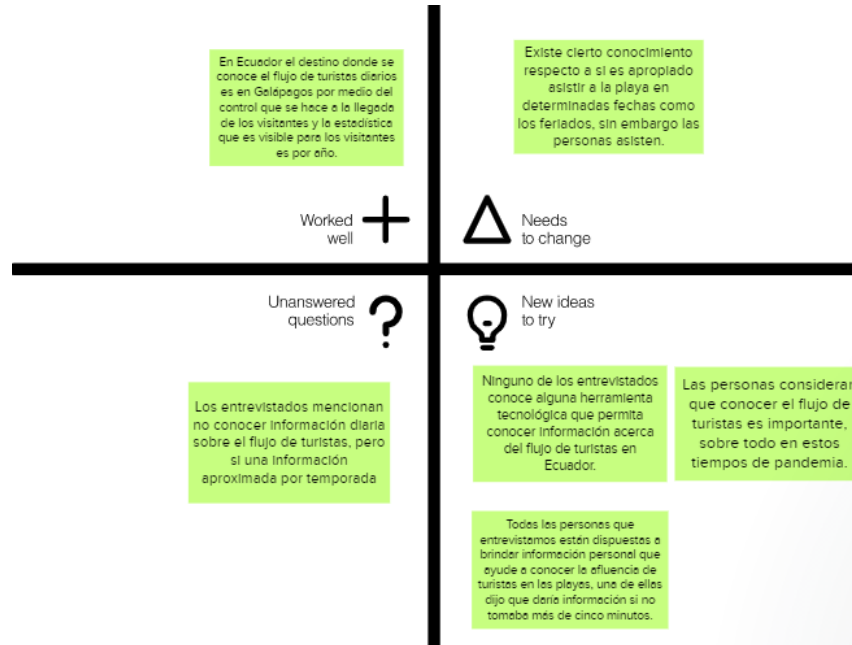 En Ecuador el destino donde se
conoce el flujo de turistas diarios
es en Galápagos por medio del
control que se hace a la llegada
de los visitantes y la estadística
que es visible para los visitantes
es por año.
Worked
well
Existe cierto conocimiento
respecto a si es apropiado
asistir a la playa en
determinadas fechas como
los feriados, sin embargo las
personas asisten.
Needs
to change
Unanswered
questions
?
Los entrevistados mencionan
no conocer información diaria
sobre el flujo de turistas, pero
si una información
aproximada por temporada
New ideas
to try
Ninguno de los entrevistados
conoce alguna herramienta
tecnológica que permita
conocer información acerca
del flujo de turistas en
Ecuador.
Las personas consideran
que conocer el flujo de
turistas es importante,
sobre todo en estos
tiempos de pandemia.
Todas las personas que
entrevistamos están dispuestas a
brindar información personal que
ayude a conocer la afluencia de
turistas en las playas, una de ellas
dijo que daría información si no
tomaba más de cinco minutos.